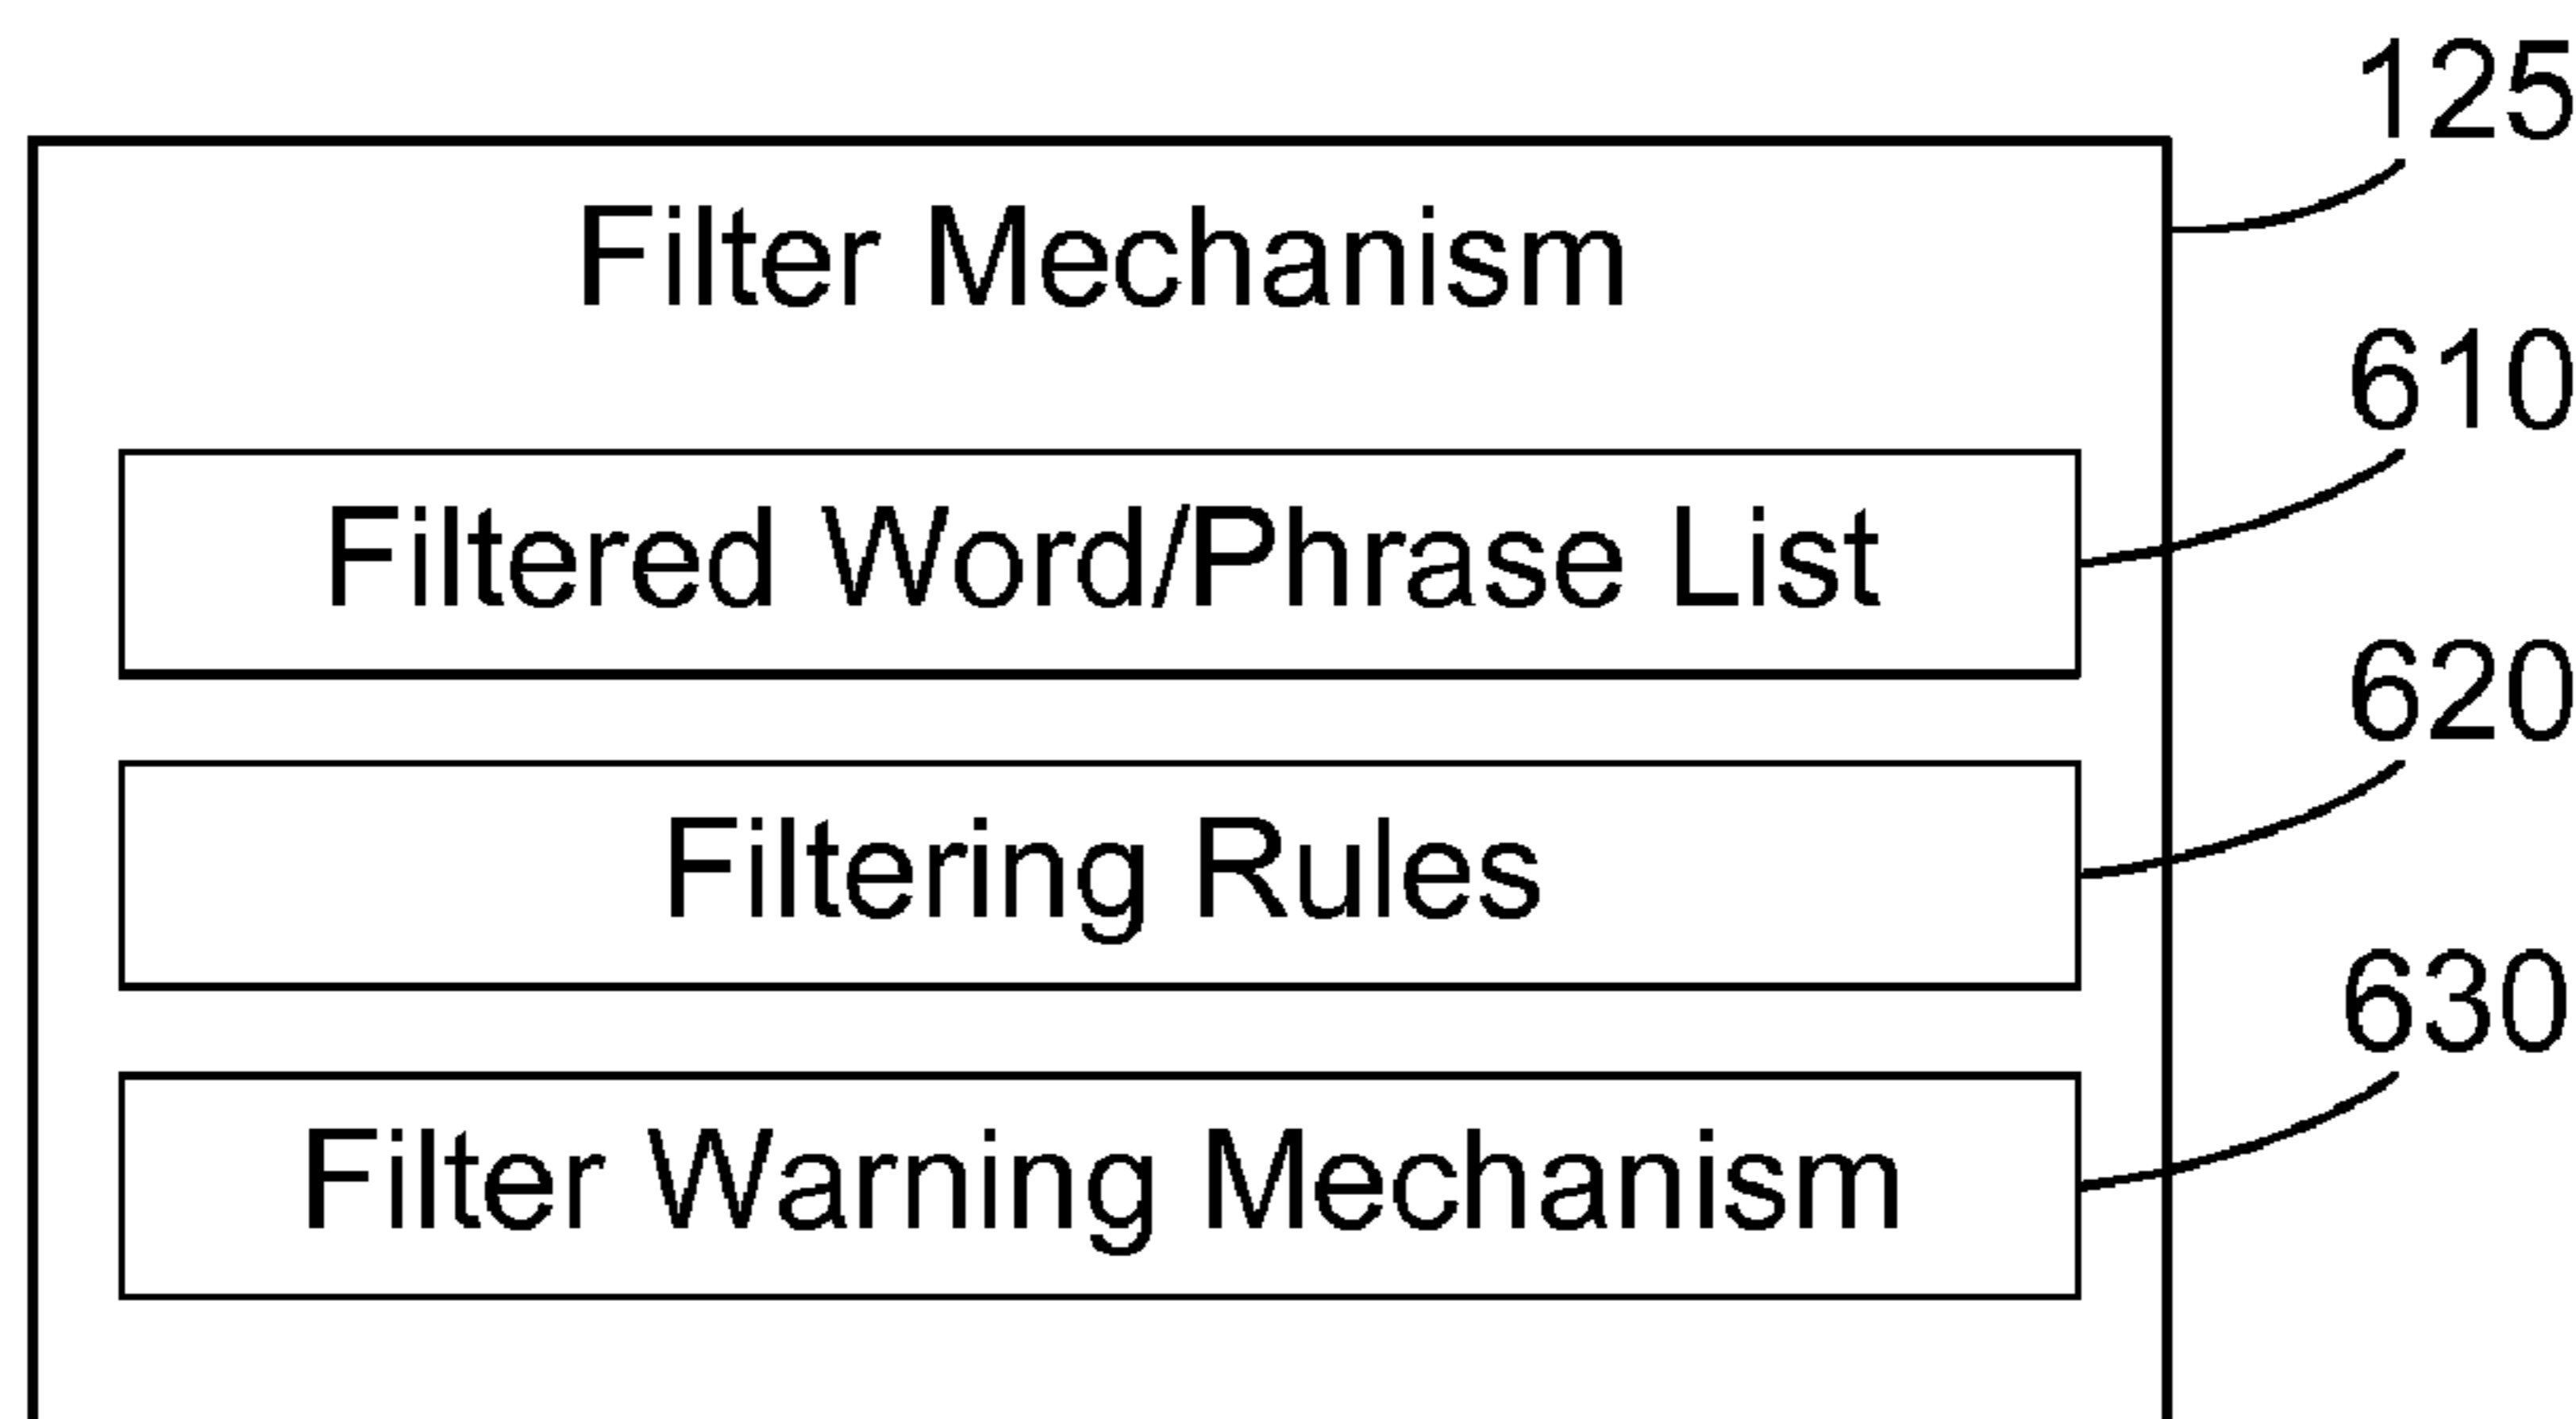 125
Filter Mechanism
610
Filtered Word/Phrase List
620
Filtering Rules
630
Filter Warning Mechanism